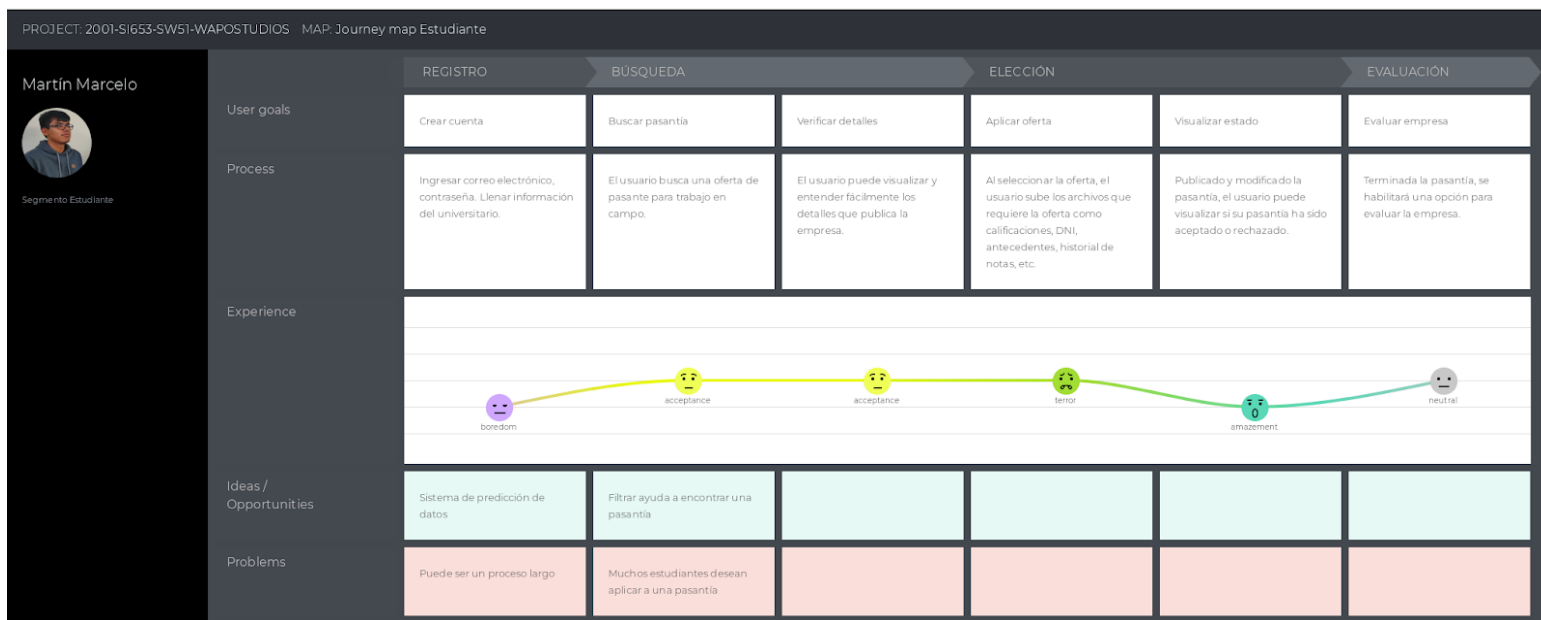 PROJECT: 2001-SI653-SW51-WAPOSTUDIOS MAP: Journey map Estudiante
Martín Marcelo
Segmento Estudiante
REGISTRO
BÚSQUEDA
ELECCIÓN
EVALUACIÓN
User goals
Crear cuenta
Buscar pasantía
Verificar detalles
Aplicar oferta
Visualizar estado
Evaluar empresa
Process
Ingresar correo electrónico,
contraseña. Llenar información
del universitario.
El usuario busca una oferta de
pasante para trabajo en
campo.
El usuario puede visualizar y
entender fácilmente los
detalles que publica la
empresa.
Al seleccionar la oferta, el
usuario sube los archivos que
requiere la oferta como
calificaciones, DNI,
antecedentes, historial de
notas, etc.
Publicado y modificado la
pasantía, el usuario puede
visualizar si su pasantía ha sido
aceptado o rechazado.
Terminada la pasantía, se
habilitará una opción para
evaluar la empresa.
Experience
boredom
acceptance
acceptance
terror
amazement
neutral
Ideas /
Opportunities
Sistema de predicción de
datos
Filtrar ayuda a encontrar una
pasantía
Problems
Puede ser un proceso largo
Muchos estudiantes desean
aplicar a una pasantía